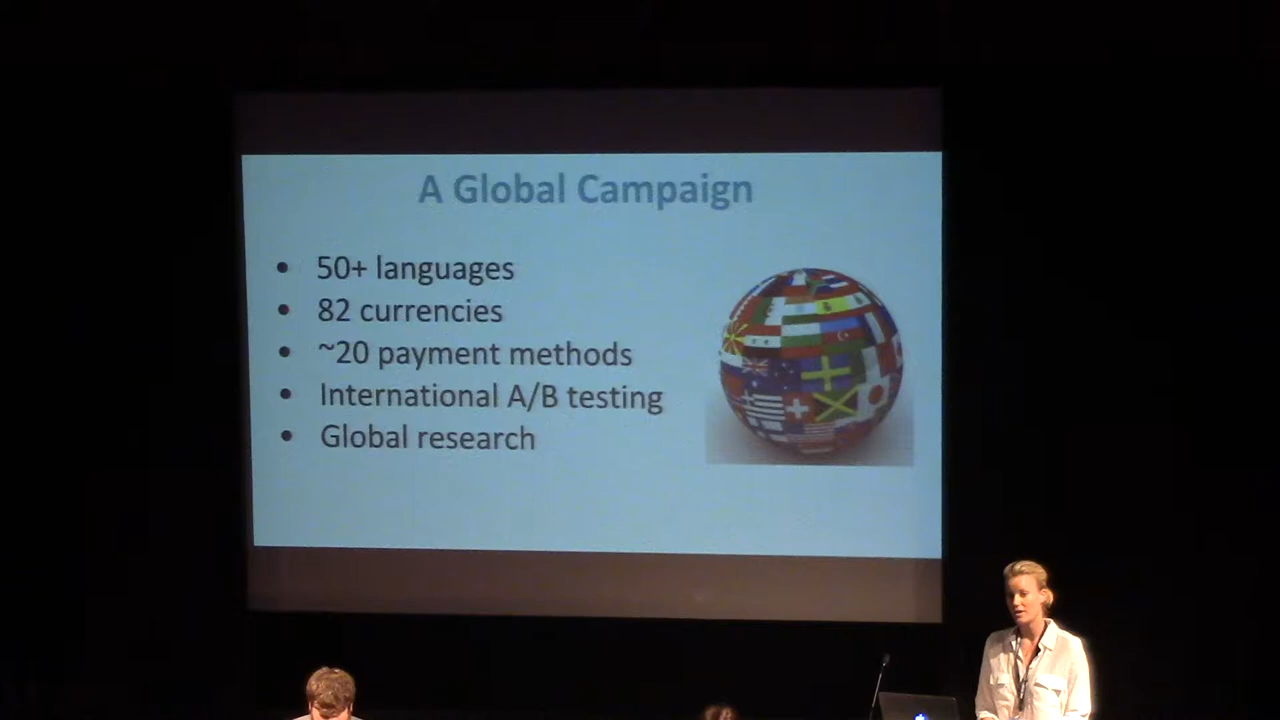 A Global Campaign
• 50+ languages
• 82 currencies
• ~20 payment methods
• International A/B testing
• Global research